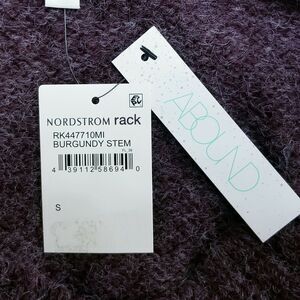 NORDSTROM rack
RK447710MI
BURGUNDY STEM
4 39112 58694 0
S
ABOUND